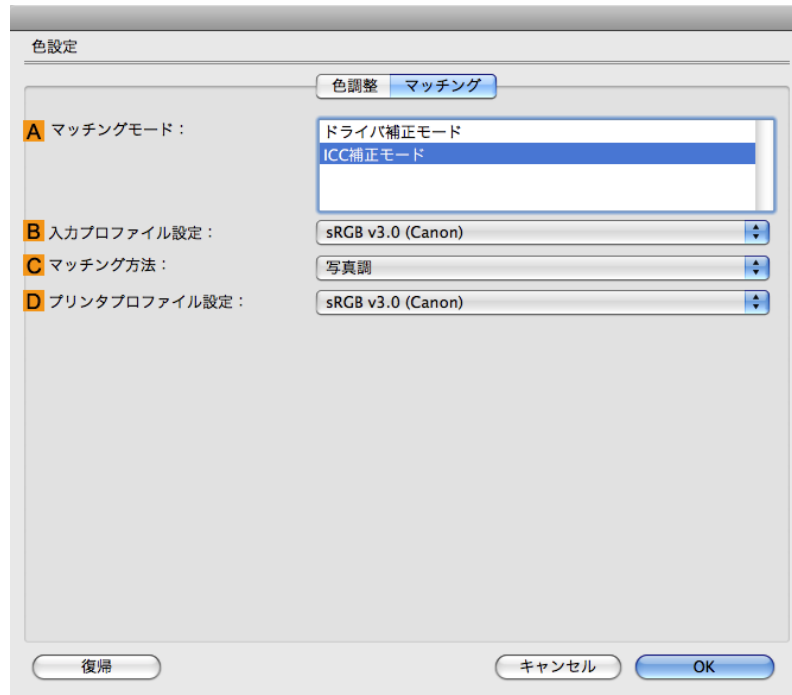 色設定
色調整 マッチング
A マッチングモード：
ドライバ補正モード
ICC補正モード
B 入力プロファイル設定： sRGB v3.0 (Canon)
C マッチング方法： 写真調
D プリンタプロファイル設定： sRGB v3.0 (Canon)
復帰 キャンセル OK